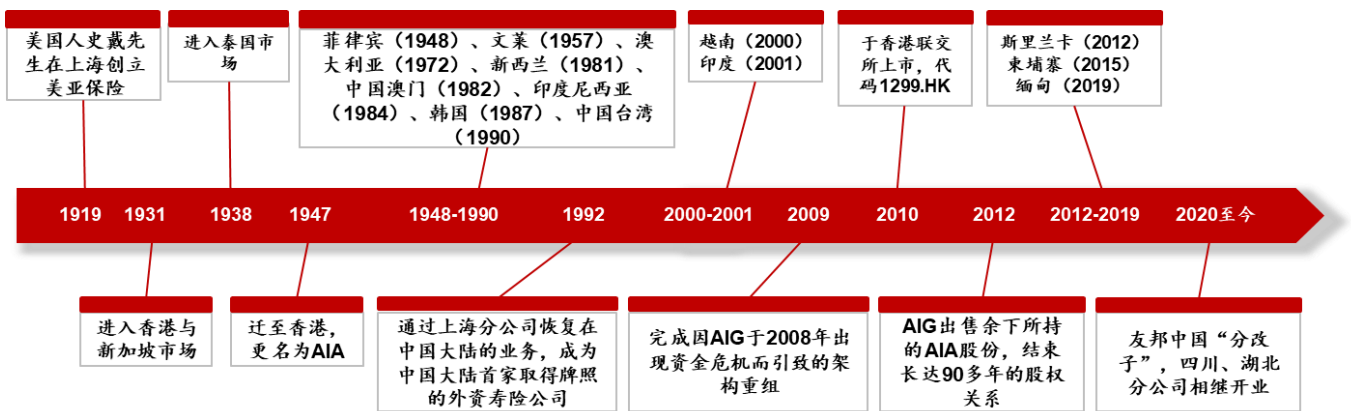 美国人史戴先
生在上海创立
美亚保险
进入泰国市
场
菲律宾（1948）、文莱（1957）、澳
大利亚（1972）、新西兰（1981）、
中国澳门（1982）、印度尼西亚
（1984）、韩国（1987）、中国台湾
（1990）
越南（2000）
印度（2001）
于香港联交
所上市，代
码1299.HK
斯里兰卡（2012）
柬埔寨（2015）
缅甸（2019）
1919 1931 1938 1947 1948-1990 1992 2000-2001 2009 2010 2012 2012-2019 2020至今
进入香港与
新加坡市场
迁至香港，
更名为AIA
通过上海分公司恢复在
中国大陆的业务，成为
中国大陆首家取得牌照
的外资寿险公司
完成因AIG于2008年出
现资金危机而引致的架
构重组
AIG出售余下所持
的AIA股份，结束
长达90多年的股权
关系
友邦中国“分改
子”，四川、湖北
分公司相继开业